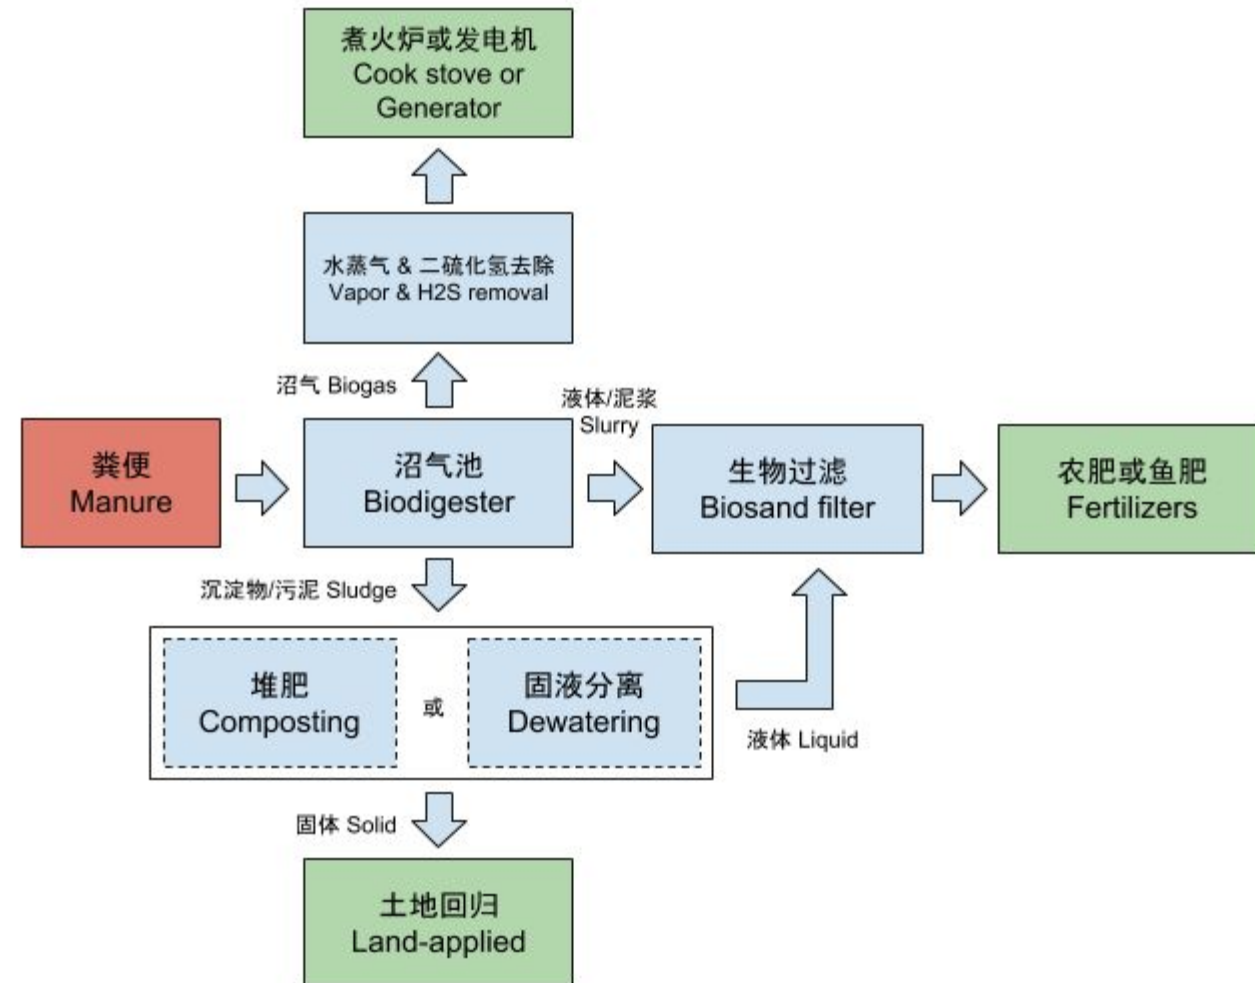 煮火炉或发电机
Cook stove or
Generator
水蒸气 & 二硫化氢去除
Vapor & H2S removal
沼气 Biogas
液体/泥浆
Slurry
粪便
Manure
沼气池
Biodigester
生物过滤
Biosand filter
农肥或鱼肥
Fertilizers
沉淀物/污泥 Sludge
堆肥
Composting
或
固液分离
Dewatering
液体 Liquid
固体 Solid
土地回归
Land-applied